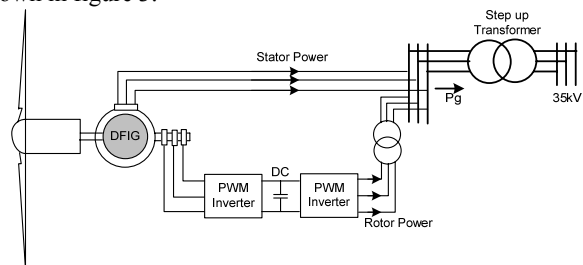 own in figure 3.
Step up
Transformer
Stator Power
Pg
35kV
DFIG
DC
PWM
Inverter
PWM
Inverter
Rotor Power